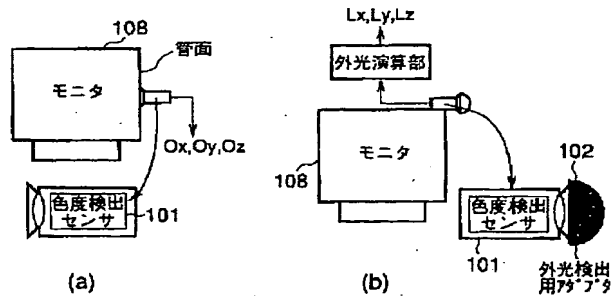 108
管面
モニタ
Ox,Oy,Oz
色度検出
センサ
101
(a)
Lx,Ly,Lz
外光演算部
モニタ
108
102
色度検出
センサ
101
外光検出
用アダプタ
(b)